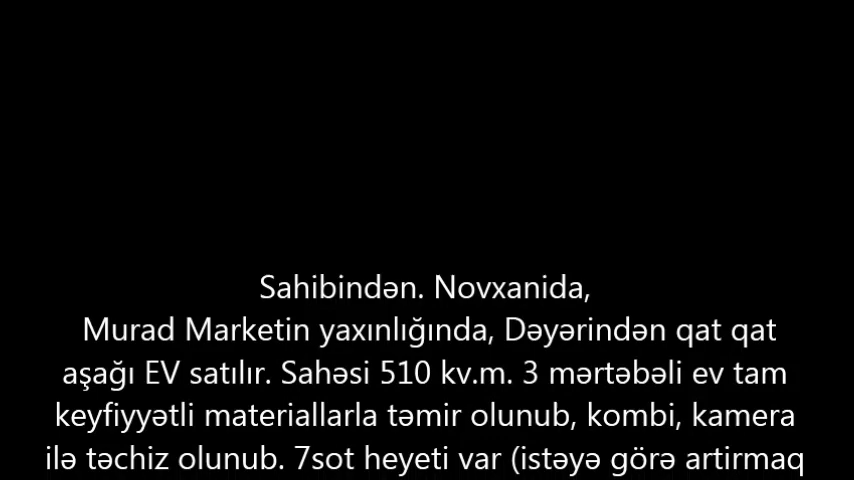 Sahibindən. Novxanida,
Murad Marketin yaxınlığında, Dəyərindən qat qat
aşağı EV satılır. Sahəsi 510 kv.m. 3 mərtəbəli ev tam
keyfiyyətli materiallarla təmir olunub, kombi, kamera
ilə təchiz olunub. 7sot heyeti var (istəyə görə artirmaq